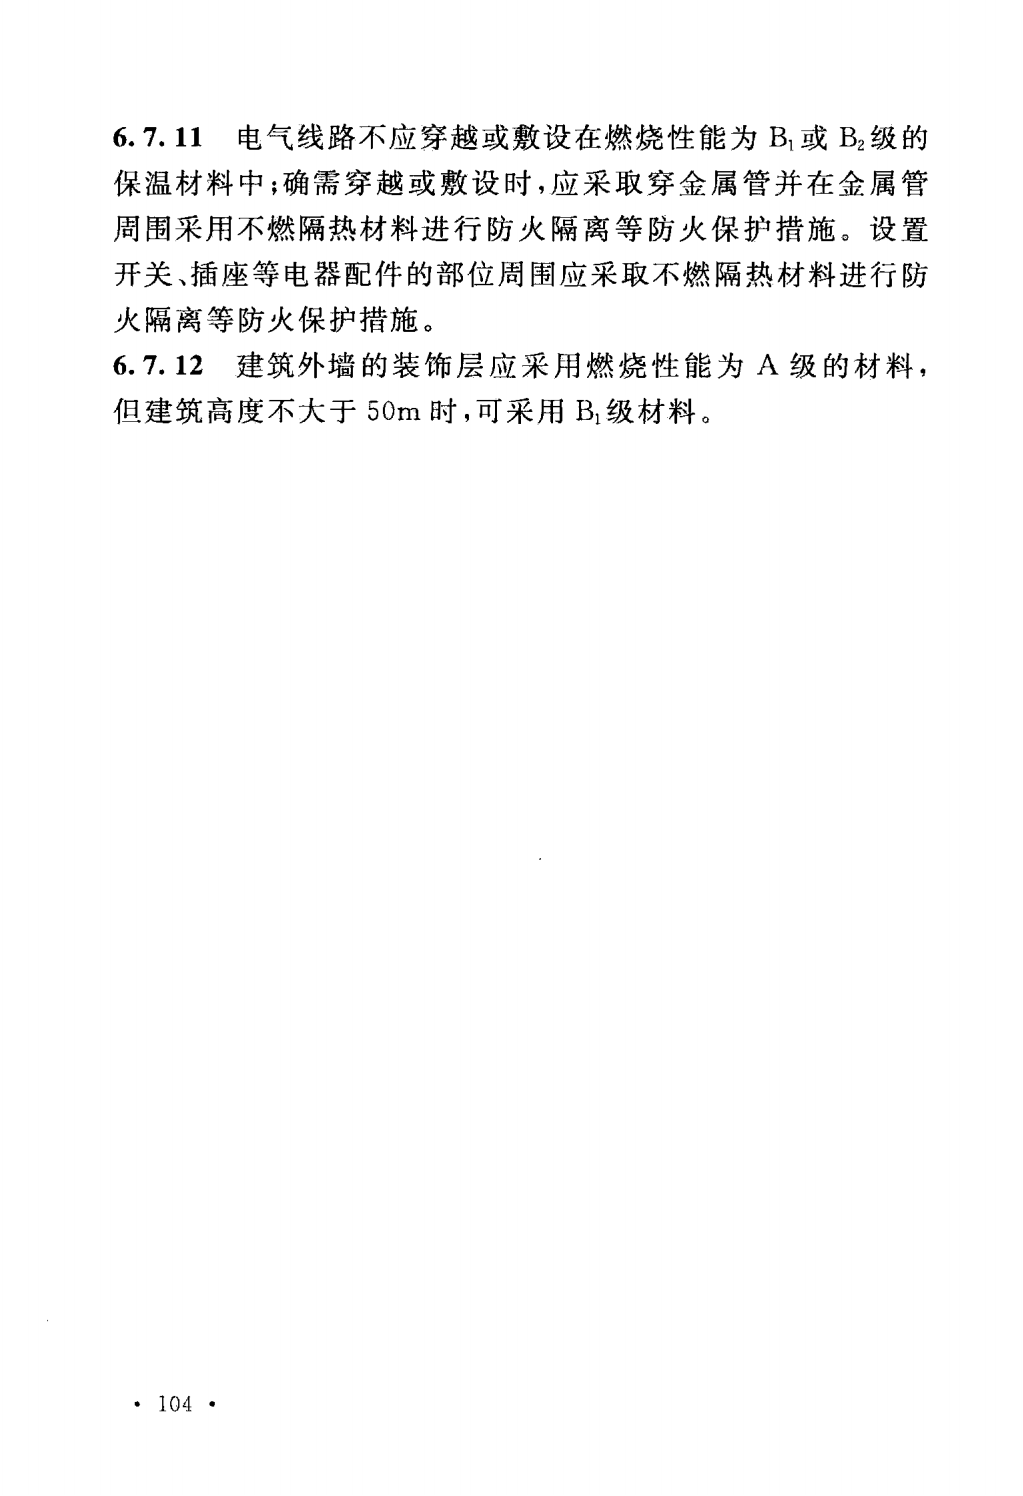 6.7.11 电气线路不应穿越或敷设在燃烧性能为 B₁或 B₂级的
保温材料中;确需穿越或敷设时,应采取穿金属管并在金属管
周围采用不燃隔热材料进行防火隔离等防火保护措施。设置
开关、插座等电器配件的部位周围应采取不燃隔热材料进行防
火隔离等防火保护措施。
6.7.12 建筑外墙的装饰层应采用燃烧性能为 A 级的材料,
但建筑高度不大于 50m 时,可采用 B₁级材料。
· 104 ·